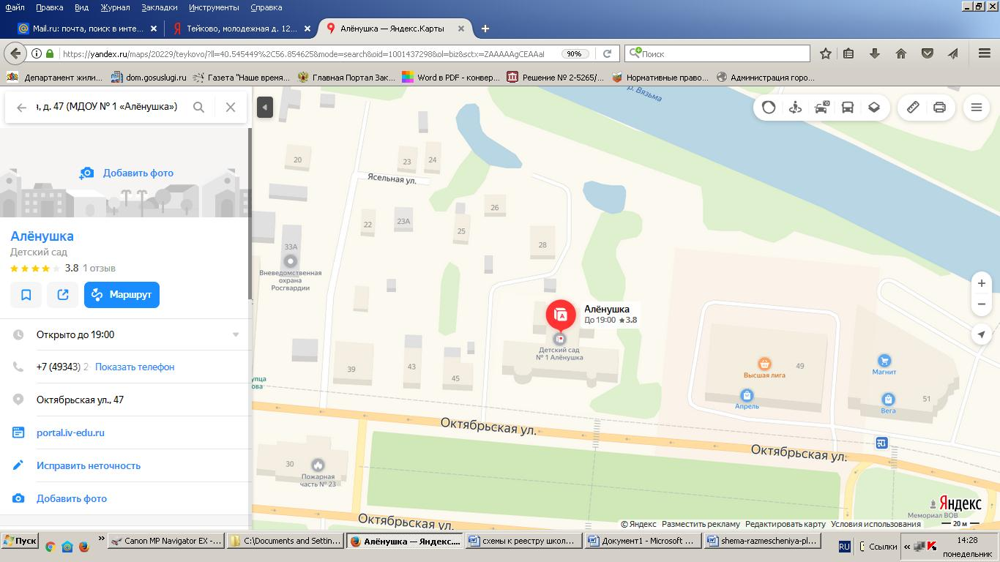 Файл Правка Вид Журнал Закладки Инструменты Справка
Mail.ru: почта, поиск в инте...
Тейково, молодежная д. 12...
Алёнушка — Яндекс.Карты
https://yandex.ru/maps/20229/teykovo/?ll=40.545449%2C56.854625&mode=search&oid=1001437298&ol=biz&sctx=ZAAAAAgCEAAaI
90%
Поиск
Департамент жили...
dom.gosuslugi.ru
Газета "Наше время...
Главная Портал Зак...
Word в PDF - конвер...
Решение № 2-5265/...
Нормативные право...
Администрация горо...
д. 47 (МДОУ № 1 «Алёнушка»)
Добавить фото
Алёнушка
Детский сад
3.8 1 отзыв
Маршрут
Открыто до 19:00
+7 (49343) 2 Показать телефон
Октябрьская ул., 47
portal.iv-edu.ru
Исправить неточность
Добавить фото
р. Вязьма
20
23
24
Ясельная ул.
26
22
23А
25
28
33А
Вневедомственная
охрана
Росгвардии
Алёнушка
До 19:00 ★3.8
Детский сад
№ 1 Алёнушка
39
43
45
упца
ова
Высшая лига
49
Апрель
Магнит
Вега
51
Октябрьская ул.
Октябрьская ул.
30
Пожарная
часть № 23
Октябрьская ул.
Яндекс
Мемориал ВОВ
© Яндекс Разместить рекламу Редактировать карту Условия использования 20 м
Пуск
»
Canon MP Navigator EX -...
C:\Documents and Settin...
Алёнушка — Яндекс....
схемы к реестру школ...
Документ1 - Microsoft ...
shema-razmescheniya-pl...
RU
Ссылки
«
14:28
понедельник